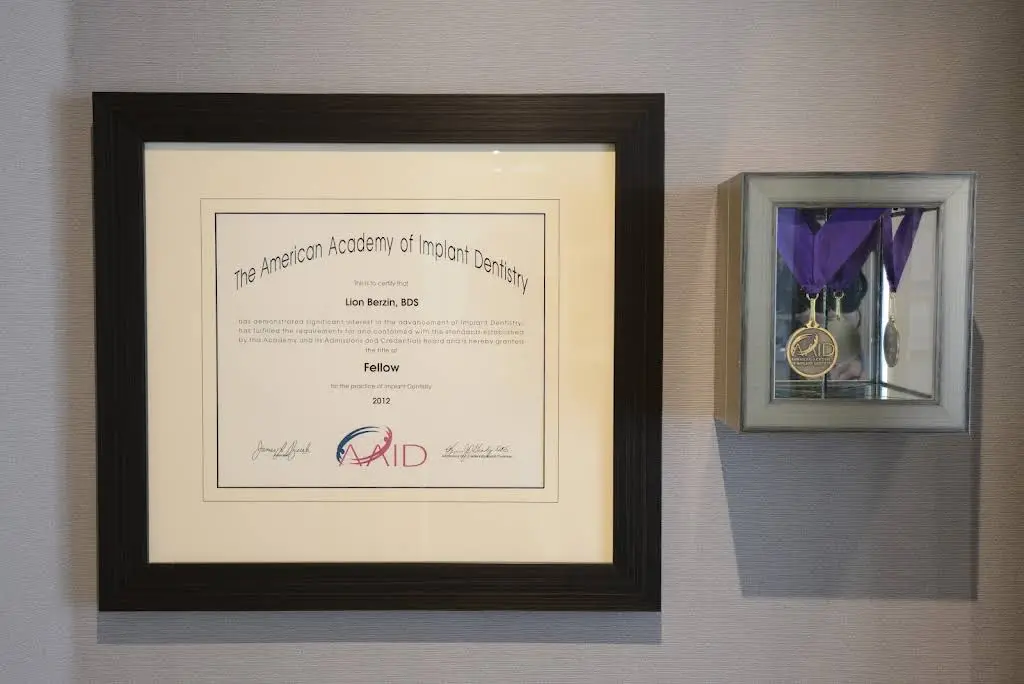 The American Academy of Implant Dentistry
This is to certify that
Lion Berzin, BDS
has demonstrated significant interest in the advancement of Implant Dentistry,
has fulfilled the requirements for and conformed with the standards established
by this Academy and its Admissions and Credentials Board and is hereby granted
the title of
Fellow
for the practice of Implant Dentistry
2012
AAID
AAID